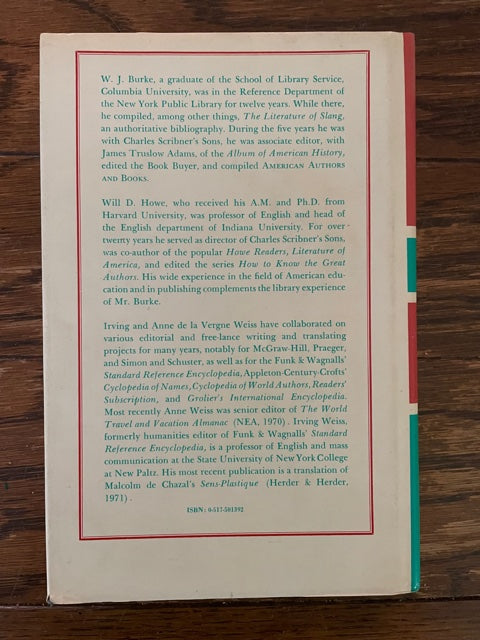 W. J. Burke, a graduate of the School of Library Service,
Columbia University, was in the Reference Department of
the New York Public Library for twelve years. While there,
he compiled, among other things, The Literature of Slang,
an authoritative bibliography. During the five years he was
with Charles Scribner's Sons, he was associate editor, with
James Truslow Adams, of the Album of American History,
edited the Book Buyer, and compiled AMERICAN AUTHORS
AND BOOKS.
Will D. Howe, who received his A.M. and Ph.D. from
Harvard University, was professor of English and head of
the English department of Indiana University. For over
twenty years he served as director of Charles Scribner's Sons,
was co-author of the popular Howe Readers, Literature of
America, and edited the series How to Know the Great
Authors. His wide experience in the field of American edu-
cation and in publishing complements the library experience
of Mr. Burke.
Irving and Anne de la Vergne Weiss have collaborated on
various editorial and free-lance writing and translating
projects for many years, notably for McGraw-Hill, Praeger,
and Simon and Schuster, as well as for the Funk & Wagnalls'
Standard Reference Encyclopedia, Appleton-Century-Crofts'
Cyclopedia of Names, Cyclopedia of World Authors, Readers'
Subscription, and Grolier's International Encyclopedia.
Most recently Anne Weiss was senior editor of The World
Travel and Vacation Almanac (NEA, 1970). Irving Weiss,
formerly humanities editor of Funk & Wagnalls' Standard
Reference Encyclopedia, is a professor of English and mass
communication at the State University of New York College
at New Paltz. His most recent publication is a translation of
Malcolm de Chazal's Sens-Plastique (Herder & Herder,
1971).
ISBN: 0-517-501392